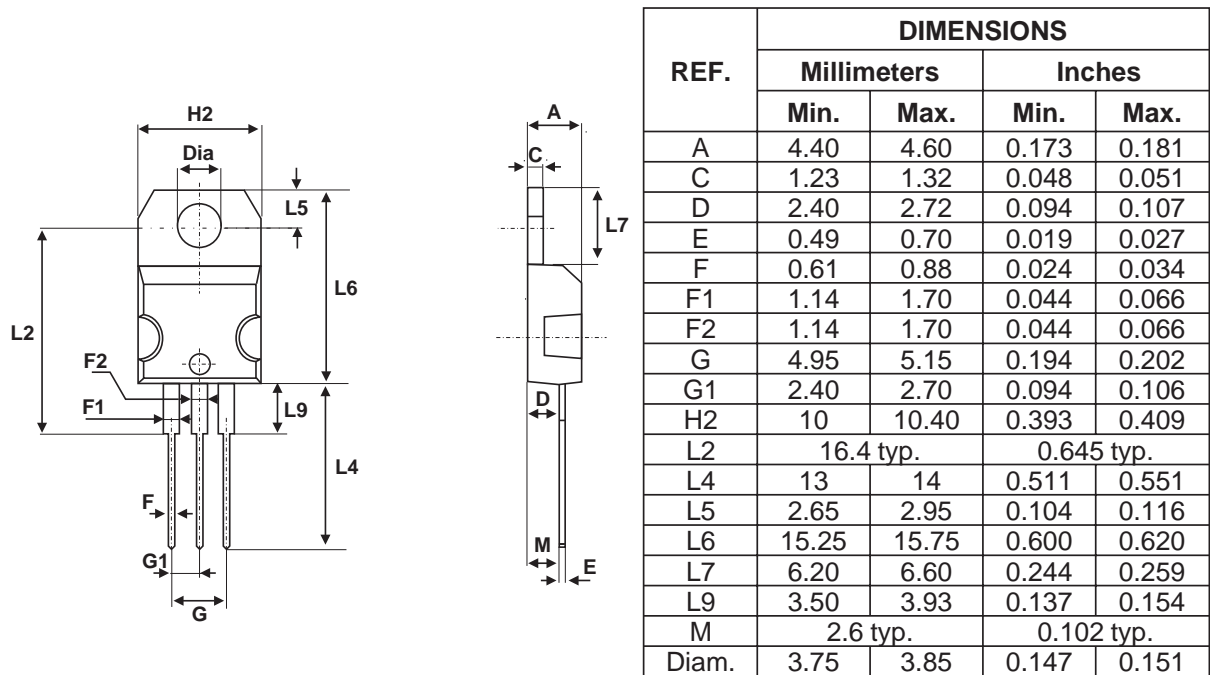 H2
Dia
L5
L6
L2
F2
F1
L9
L4
F
G1
G
A
C
L7
D
M
E
REF. DIMENSIONS
Millimeters Inches
Min. Max. Min. Max.
A 4.40 4.60 0.173 0.181
C 1.23 1.32 0.048 0.051
D 2.40 2.72 0.094 0.107
E 0.49 0.70 0.019 0.027
F 0.61 0.88 0.024 0.034
F1 1.14 1.70 0.044 0.066
F2 1.14 1.70 0.044 0.066
G 4.95 5.15 0.194 0.202
G1 2.40 2.70 0.094 0.106
H2 10 10.40 0.393 0.409
L2 16.4 typ. 0.645 typ.
L4 13 14 0.511 0.551
L5 2.65 2.95 0.104 0.116
L6 15.25 15.75 0.600 0.620
L7 6.20 6.60 0.244 0.259
L9 3.50 3.93 0.137 0.154
M 2.6 typ. 0.102 typ.
Diam. 3.75 3.85 0.147 0.151